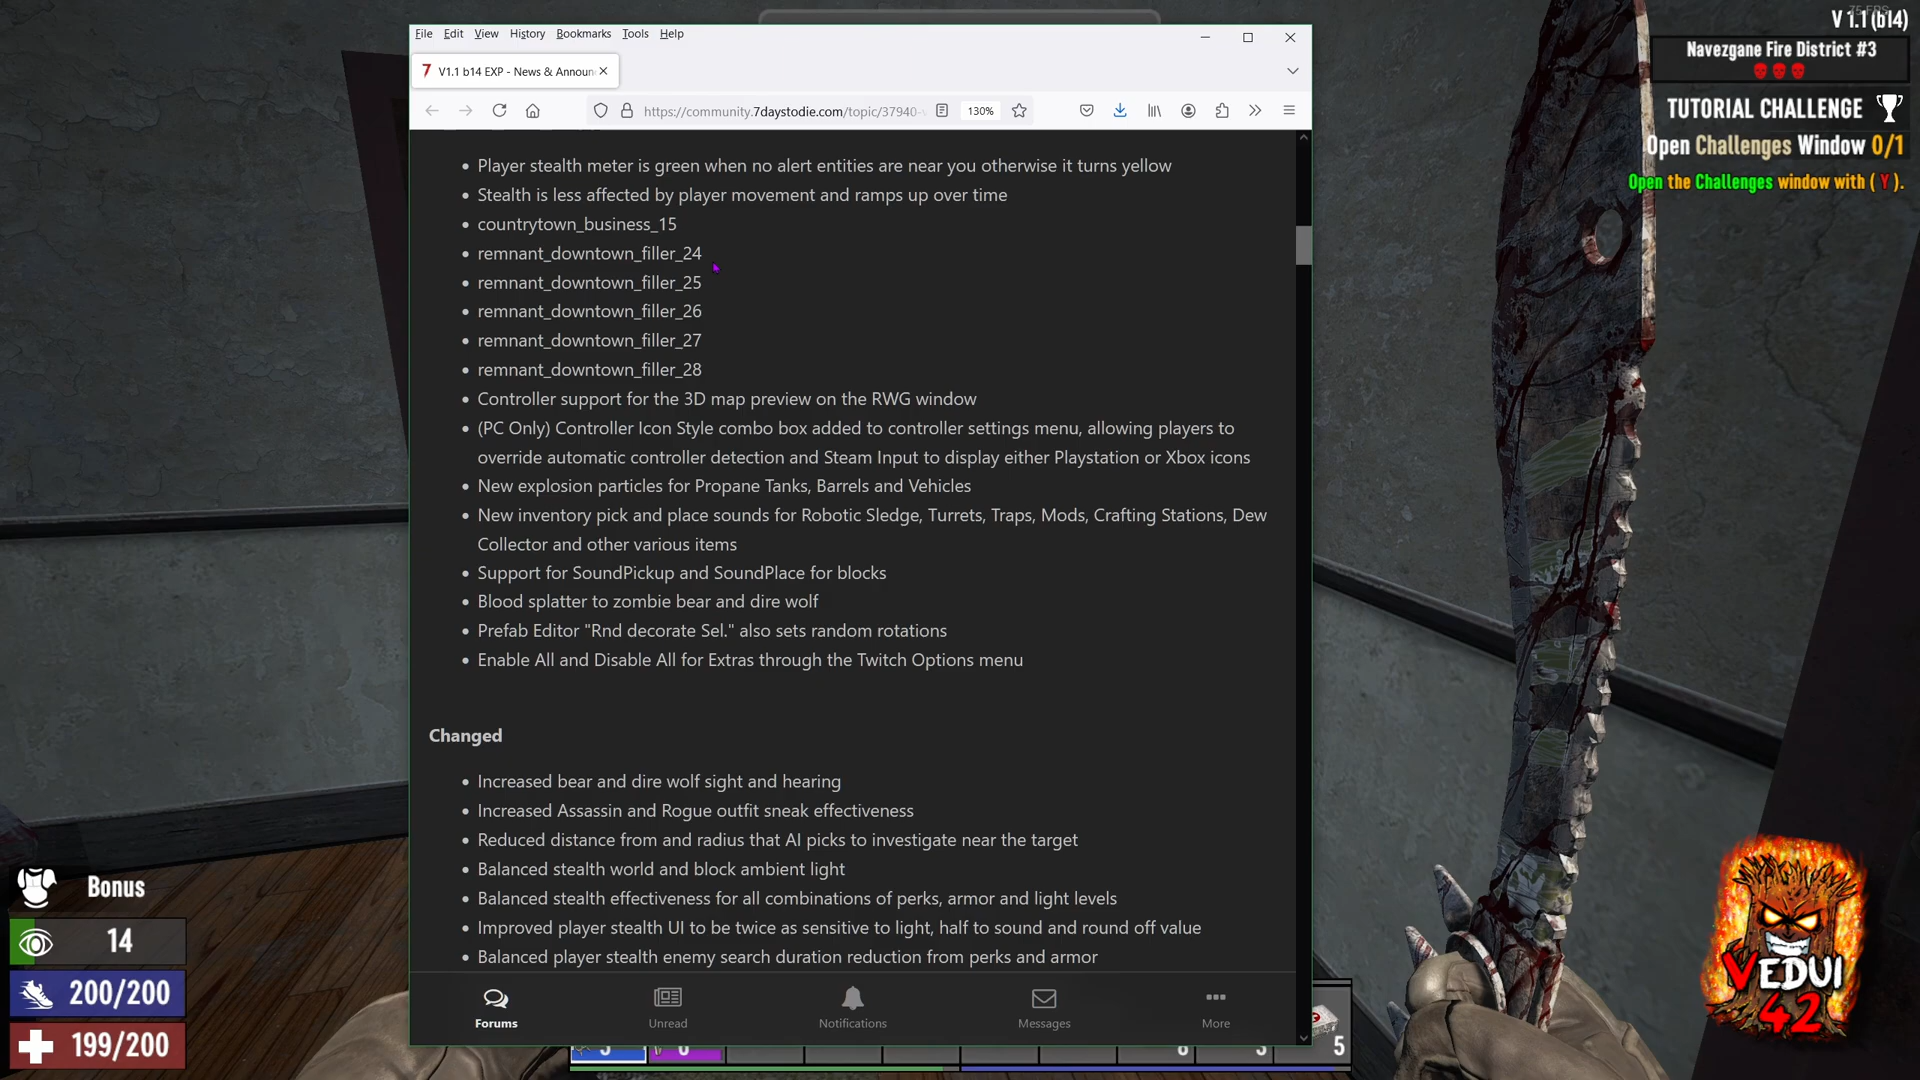 75 FPS
V 1.1 (b14)
File Edit View History Bookmarks Tools Help
Navezgane Fire District #3
V1.1 b14 EXP - News & Announ
TUTORIAL CHALLENGE
https://community.7daystodie.com/topic/37940-
130%
Open Challenges Window 0/1
Open the Challenges window with ( Y ).
Player stealth meter is green when no alert entities are near you otherwise it turns yellow
Stealth is less affected by player movement and ramps up over time
countrytown_business_15
remnant_downtown_filler_24
remnant_downtown_filler_25
remnant_downtown_filler_26
remnant_downtown_filler_27
remnant_downtown_filler_28
Controller support for the 3D map preview on the RWG window
(PC Only) Controller Icon Style combo box added to controller settings menu, allowing players to
override automatic controller detection and Steam Input to display either Playstation or Xbox icons
New explosion particles for Propane Tanks, Barrels and Vehicles
New inventory pick and place sounds for Robotic Sledge, Turrets, Traps, Mods, Crafting Stations, Dew
Collector and other various items
Support for SoundPickup and SoundPlace for blocks
Blood splatter to zombie bear and dire wolf
Prefab Editor "Rnd decorate Sel." also sets random rotations
Enable All and Disable All for Extras through the Twitch Options menu
Changed
Increased bear and dire wolf sight and hearing
Increased Assassin and Rogue outfit sneak effectiveness
Reduced distance from and radius that AI picks to investigate near the target
Balanced stealth world and block ambient light
Balanced stealth effectiveness for all combinations of perks, armor and light levels
Improved player stealth UI to be twice as sensitive to light, half to sound and round off value
Balanced player stealth enemy search duration reduction from perks and armor
Forums Unread Notifications Messages More
Bonus
14
200/200
199/200
5
VEDUI
42